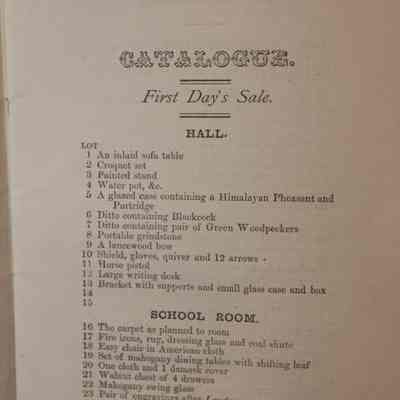 CATALOGUE.
First Day's Sale.
HALL.
LOT
1 An inlaid sofa table
2 Croquet set
3 Painted stand
4 Water pot, &c.
5 A glazed case containing a Himalayan Pheasant and
Partridge
6 Ditto containing Blackcock
7 Ditto containing pair of Green Woodpeckers
8 Portable grindstone
9 A lancewood bow
10 Shield, gloves, quiver and 12 arrows
11 Horse pistol
12 Large writing desk
13 Bracket with supports and small glass case and box
14
15
SCHOOL ROOM.
16 The carpet as planned to room
17 Fire irons, rug, dressing glass and coal shute
18 Easy chair in American cloth
19 Set of mahogany dining tables with shifting leaf
20 One cloth and 1 damask cover
21 Walnut chest of 4 drawers
22 Mahogany swing glass
23 Pair of engravings after